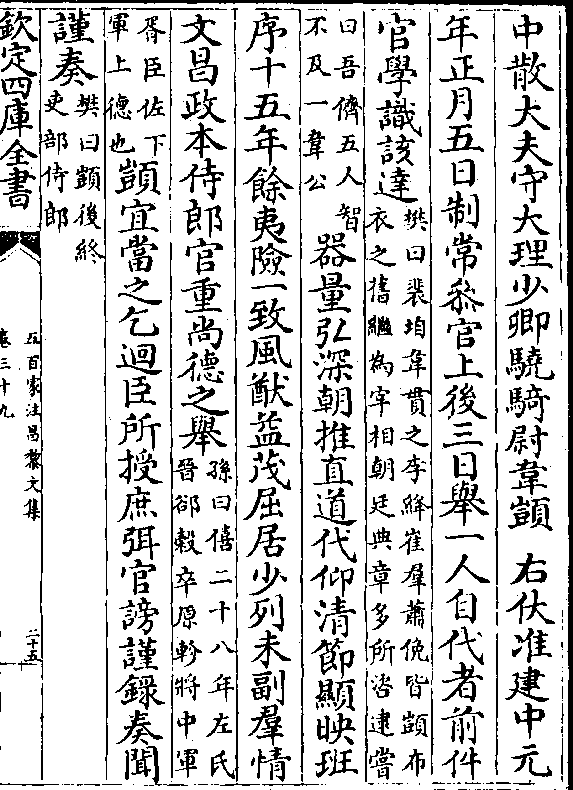 中散大夫守大理少卿驍騎尉韋顗　右伏准建中元
年正月五日制常叅官上後三日舉一人自代者前件
官學識該達樊曰裴垍韋貫之李絳崔羣蕭俛皆顗布
衣之舊繼為宰相朝廷典章多所咨逮嘗
曰吾儕五人智
不及一韋公器量弘深朝推直道代仰清節顯映班
序十五年餘夷險一致風猷益茂屈居少列未副羣情
文昌政本侍郎官重尚德之舉孫曰僖二十八年左氏
晉郤縠卒原軫將中軍
胥臣佐下
軍上德也顗宜當之乞迴臣所授庶弭官謗謹錄奏聞
謹奏樊曰顗後終
吏部侍郎
欽定四庫全書
五百家注昌黎文集
卷三十九
二十五